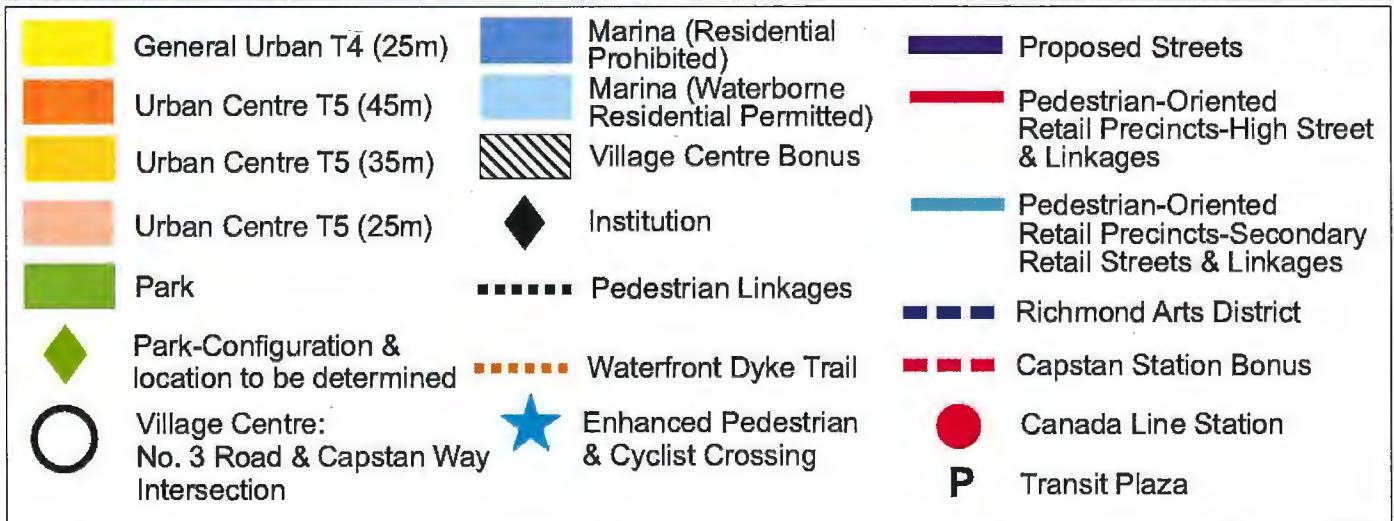 General Urban T4 (25m)
Urban Centre T5 (45m)
Urban Centre T5 (35m)
Urban Centre T5 (25m)
Park
Park-Configuration &
location to be determined
Village Centre:
No. 3 Road & Capstan Way
Intersection
Marina (Residential
Prohibited)
Marina (Waterborne
Residential Permitted)
Village Centre Bonus
Institution
Pedestrian Linkages
Waterfront Dyke Trail
Enhanced Pedestrian
& Cyclist Crossing
Proposed Streets
Pedestrian-Oriented
Retail Precincts-High Street
& Linkages
Pedestrian-Oriented
Retail Precincts-Secondary
Retail Streets & Linkages
Richmond Arts District
Capstan Station Bonus
Canada Line Station
P Transit Plaza